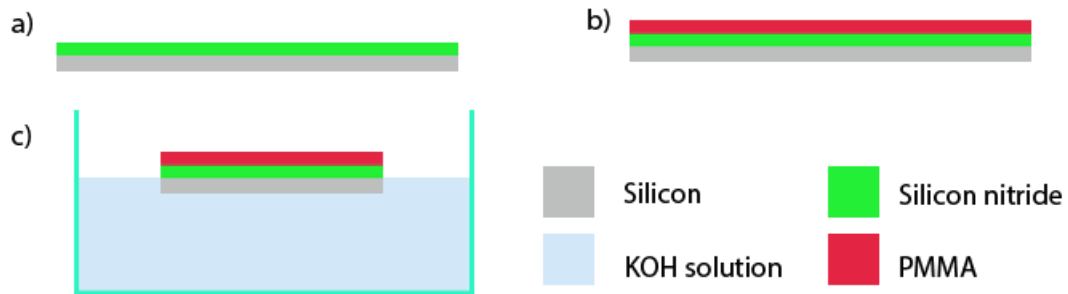 a)
b)
c)
Silicon
Silicon nitride
KOH solution
PMMA